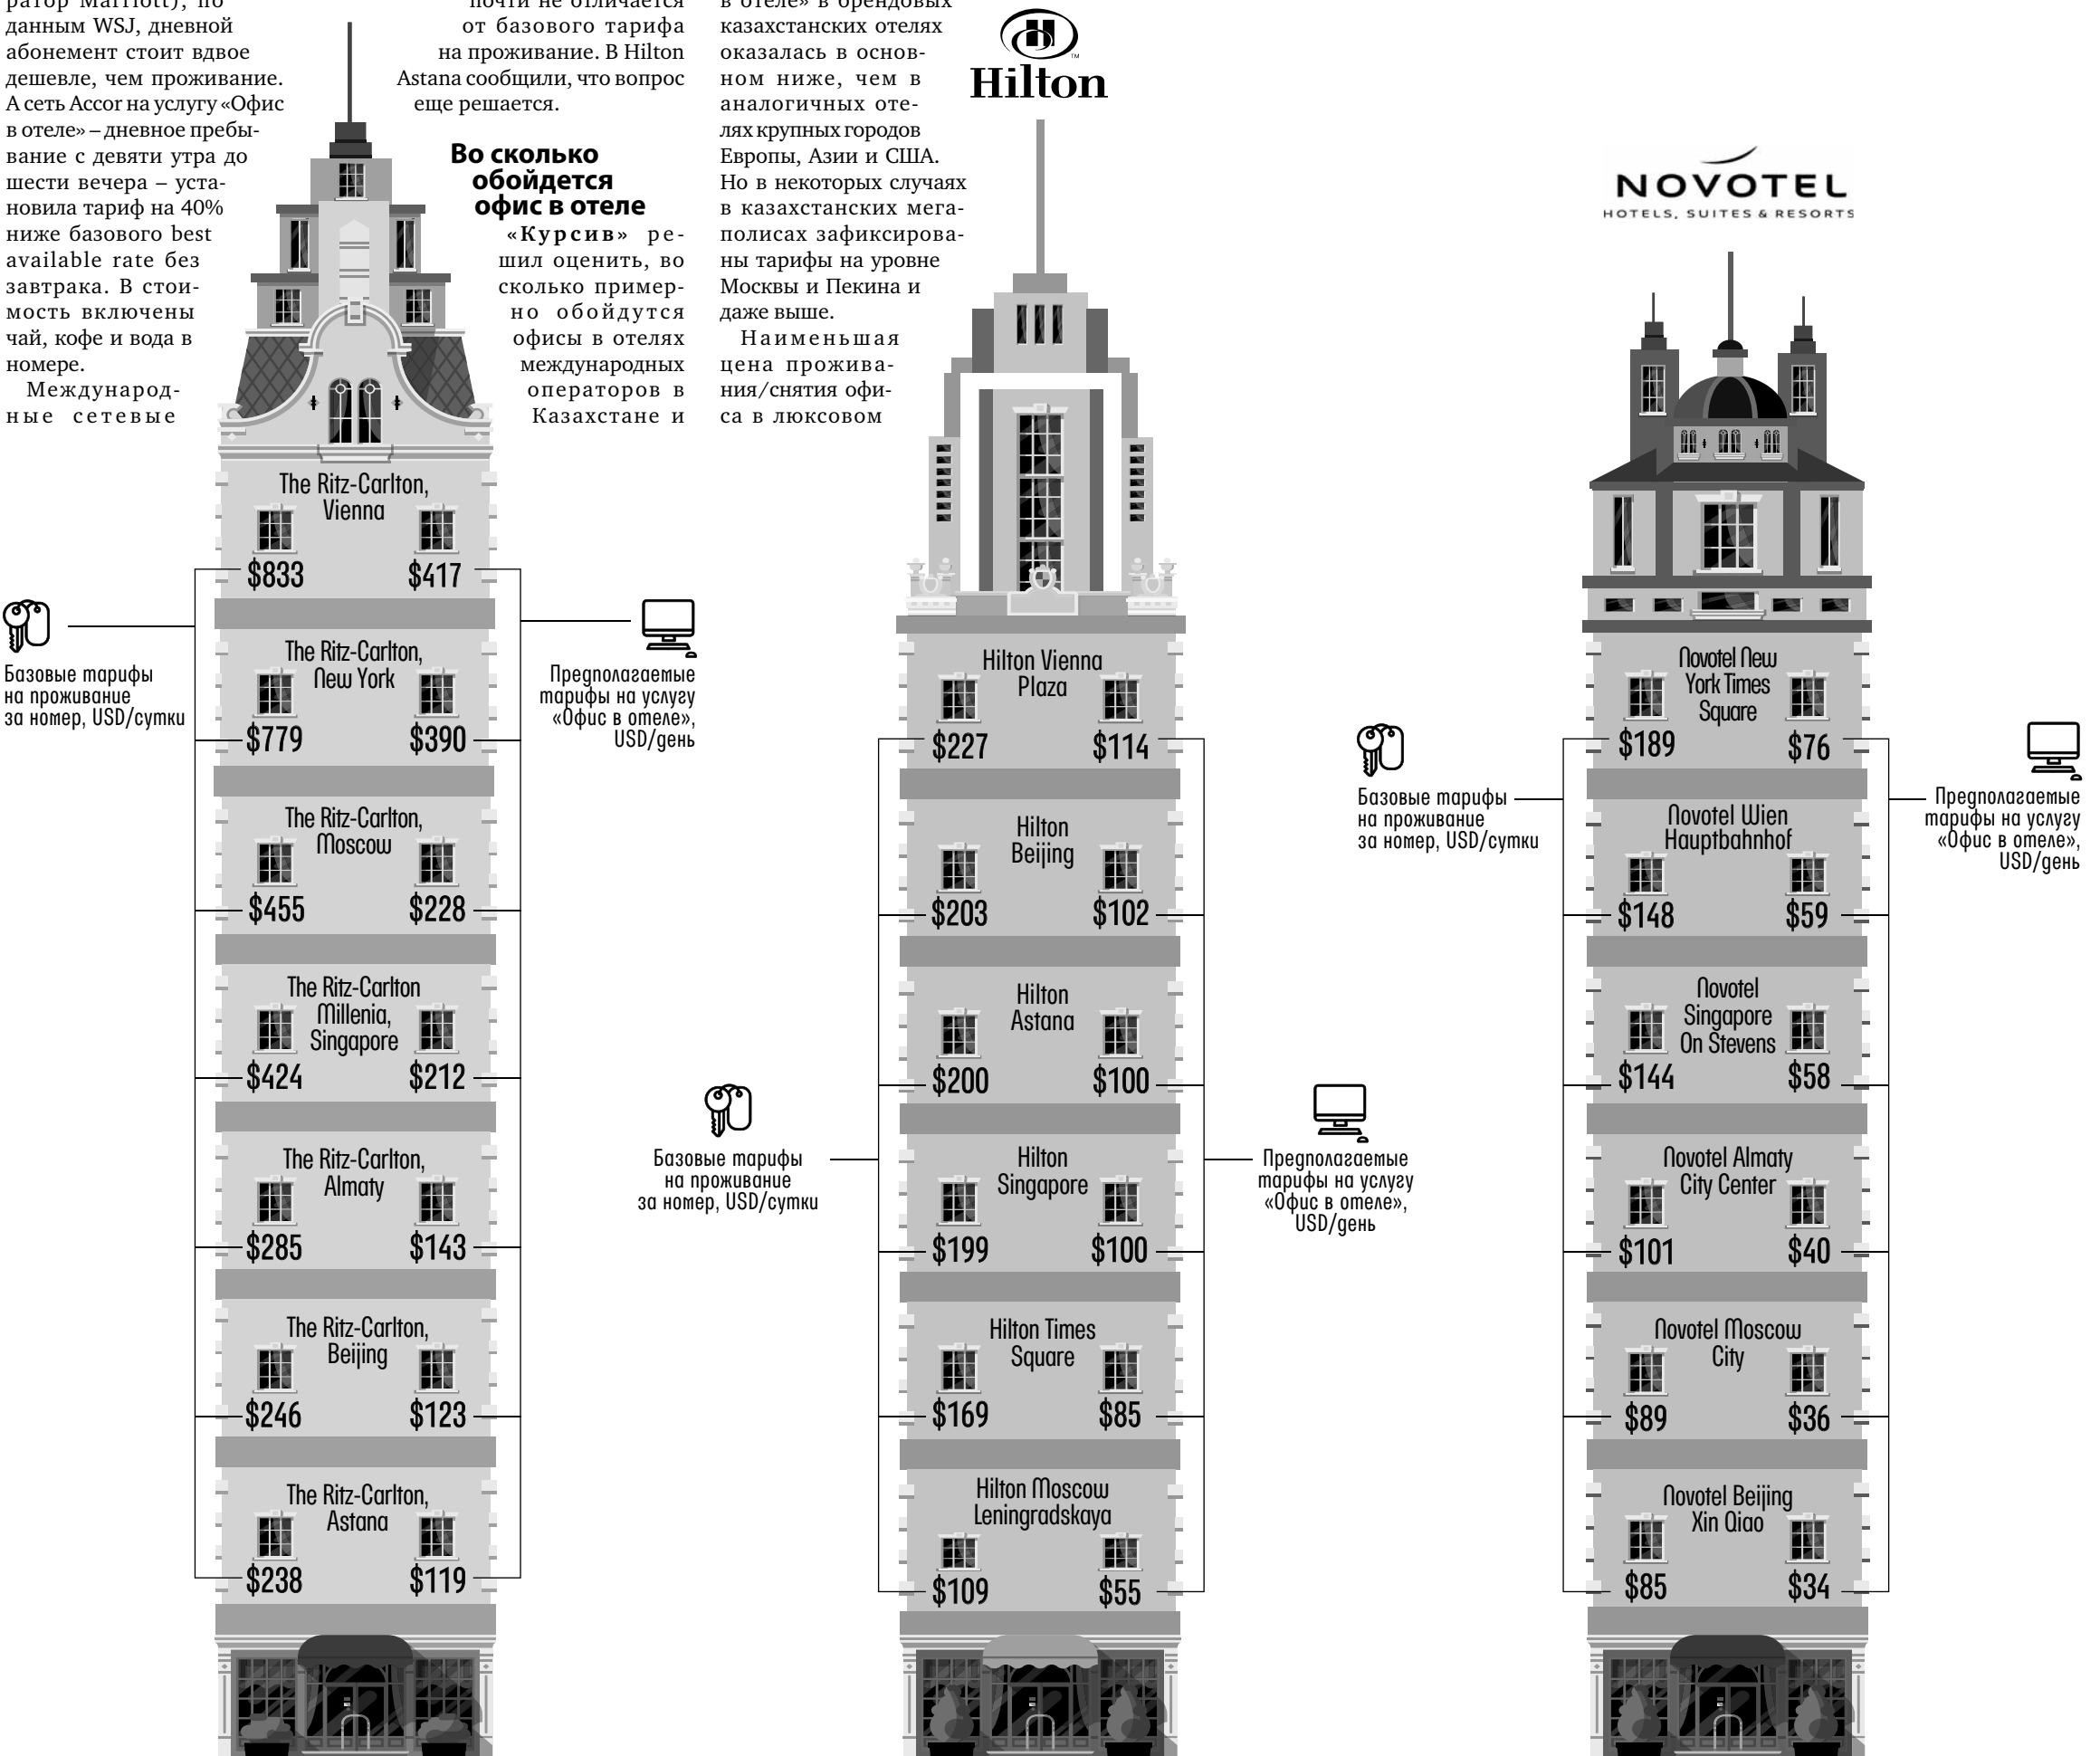 ратор Marriott), по
данным WSJ, дневной
абонемент стоит вдвое
дешевле, чем проживание.
А сеть Accor на услугу «Офис
в отеле» – дневное пребы-
вание с девяти утра до
шести вечера – уста-
новила тариф на 40%
ниже базового best
available rate без
завтрака. В стои-
мость включены
чай, кофе и вода в
номере.
Международ-
ные сетевые
почти не отличается
от базового тарифа
на проживание. В Hilton
Astana сообщили, что вопрос
еще решается.
Во сколько
обойдется
офис в отеле
«Курсив» ре-
шил оценить, во
сколько пример-
но обойдутся
офисы в отелях
международных
операторов в
Казахстане и
в отеле» в брендовых
казахстанских отелях
оказалась в основ-
ном ниже, чем в
аналогичных оте-
лях крупных городов
Европы, Азии и США.
Но в некоторых случаях
в казахстанских мега-
полисах зафиксирова-
ны тарифы на уровне
Москвы и Пекина и
даже выше.
Наименьшая
цена прожива-
ния/снятия офи-
са в люксовом
The Ritz-Carlton,
Vienna
$833 $417
Базовые тарифы
на проживание
за номер, USD/сутки
Предполагаемые
тарифы на услугу
«Офис в отеле»,
USD/день
The Ritz-Carlton,
New York
$779 $390
The Ritz-Carlton,
Moscow
$455 $228
The Ritz-Carlton
Millenia,
Singapore
$424 $212
The Ritz-Carlton,
Almaty
$285 $143
The Ritz-Carlton,
Beijing
$246 $123
The Ritz-Carlton,
Astana
$238 $119
H
™
Hilton
Hilton Vienna
Plaza
$227 $114
Hilton
Beijing
$203 $102
Hilton
Astana
$200 $100
Базовые тарифы
на проживание
за номер, USD/сутки
Предполагаемые
тарифы на услугу
«Офис в отеле»,
USD/день
Hilton
Singapore
$199 $100
Hilton Times
Square
$169 $85
Hilton Moscow
Leningradskaya
$109 $55
NOVOTEL
HOTELS, SUITES & RESORTS
Novotel New
York Times
Square
$189 $76
Базовые тарифы
на проживание
за номер, USD/сутки
Предполагаемые
тарифы на услугу
«Офис в отеле»,
USD/день
Novotel Wien
Hauptbahnhof
$148 $59
Novotel
Singapore
On Stevens
$144 $58
Novotel Almaty
City Center
$101 $40
Novotel Moscow
City
$89 $36
Novotel Beijing
Xin Qiao
$85 $34